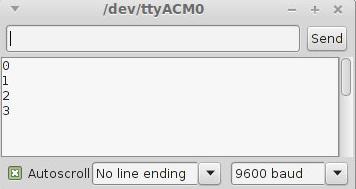 /dev/ttyACM0
Send
0
1
2
3
Autoscroll No line ending 9600 baud